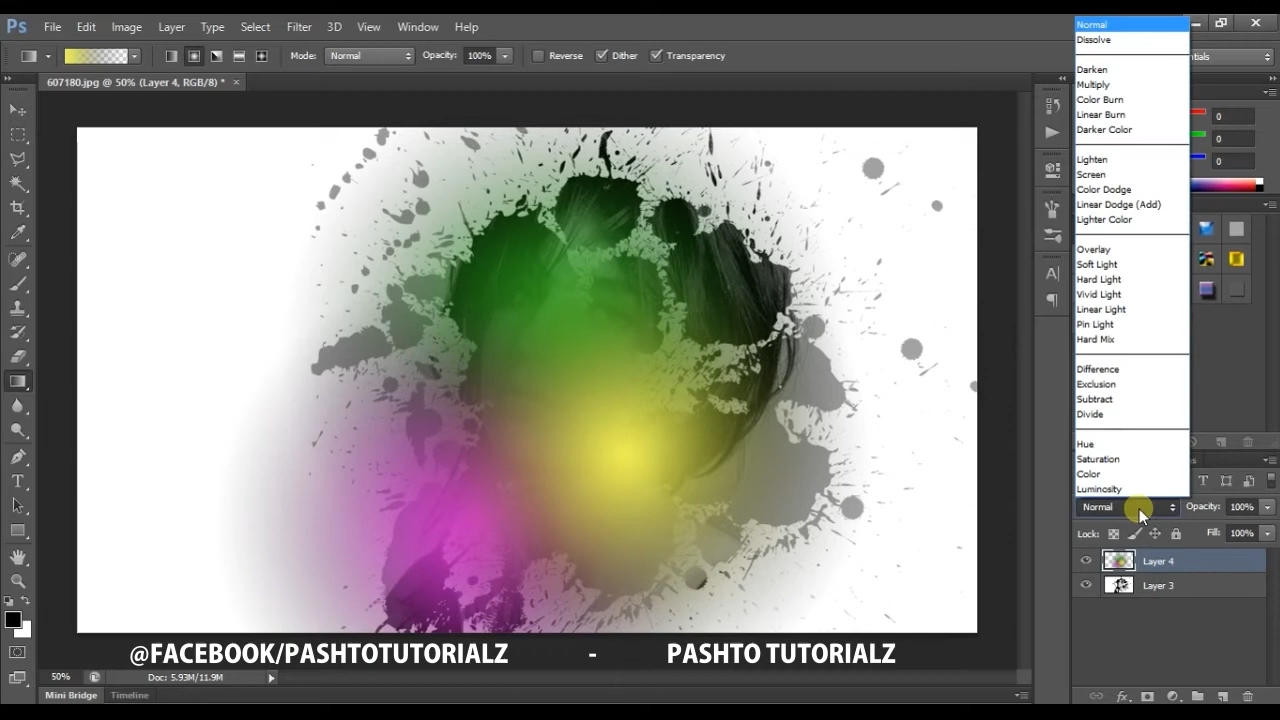 Ps File Edit Image Layer Type Select Filter 3D View Window Help
Mode: Normal Opacity: 100% Reverse Dither Transparency
607180.jpg @ 50% (Layer 4, RGB/8) * ×
Normal
Dissolve
Darken
Multiply
Color Burn
Linear Burn
Darker Color
Lighten
Screen
Color Dodge
Linear Dodge (Add)
Lighter Color
Overlay
Soft Light
Hard Light
Vivid Light
Linear Light
Pin Light
Hard Mix
Difference
Exclusion
Subtract
Divide
Hue
Saturation
Color
Luminosity
0
0
0
Normal Opacity: 100%
Lock: Fill: 100%
Layer 4
Layer 3
@FACEBOOK/PASHTOTUTORIALZ - PASHTO TUTORIALZ
50% Doc: 5.93M/11.9M
Mini Bridge Timeline